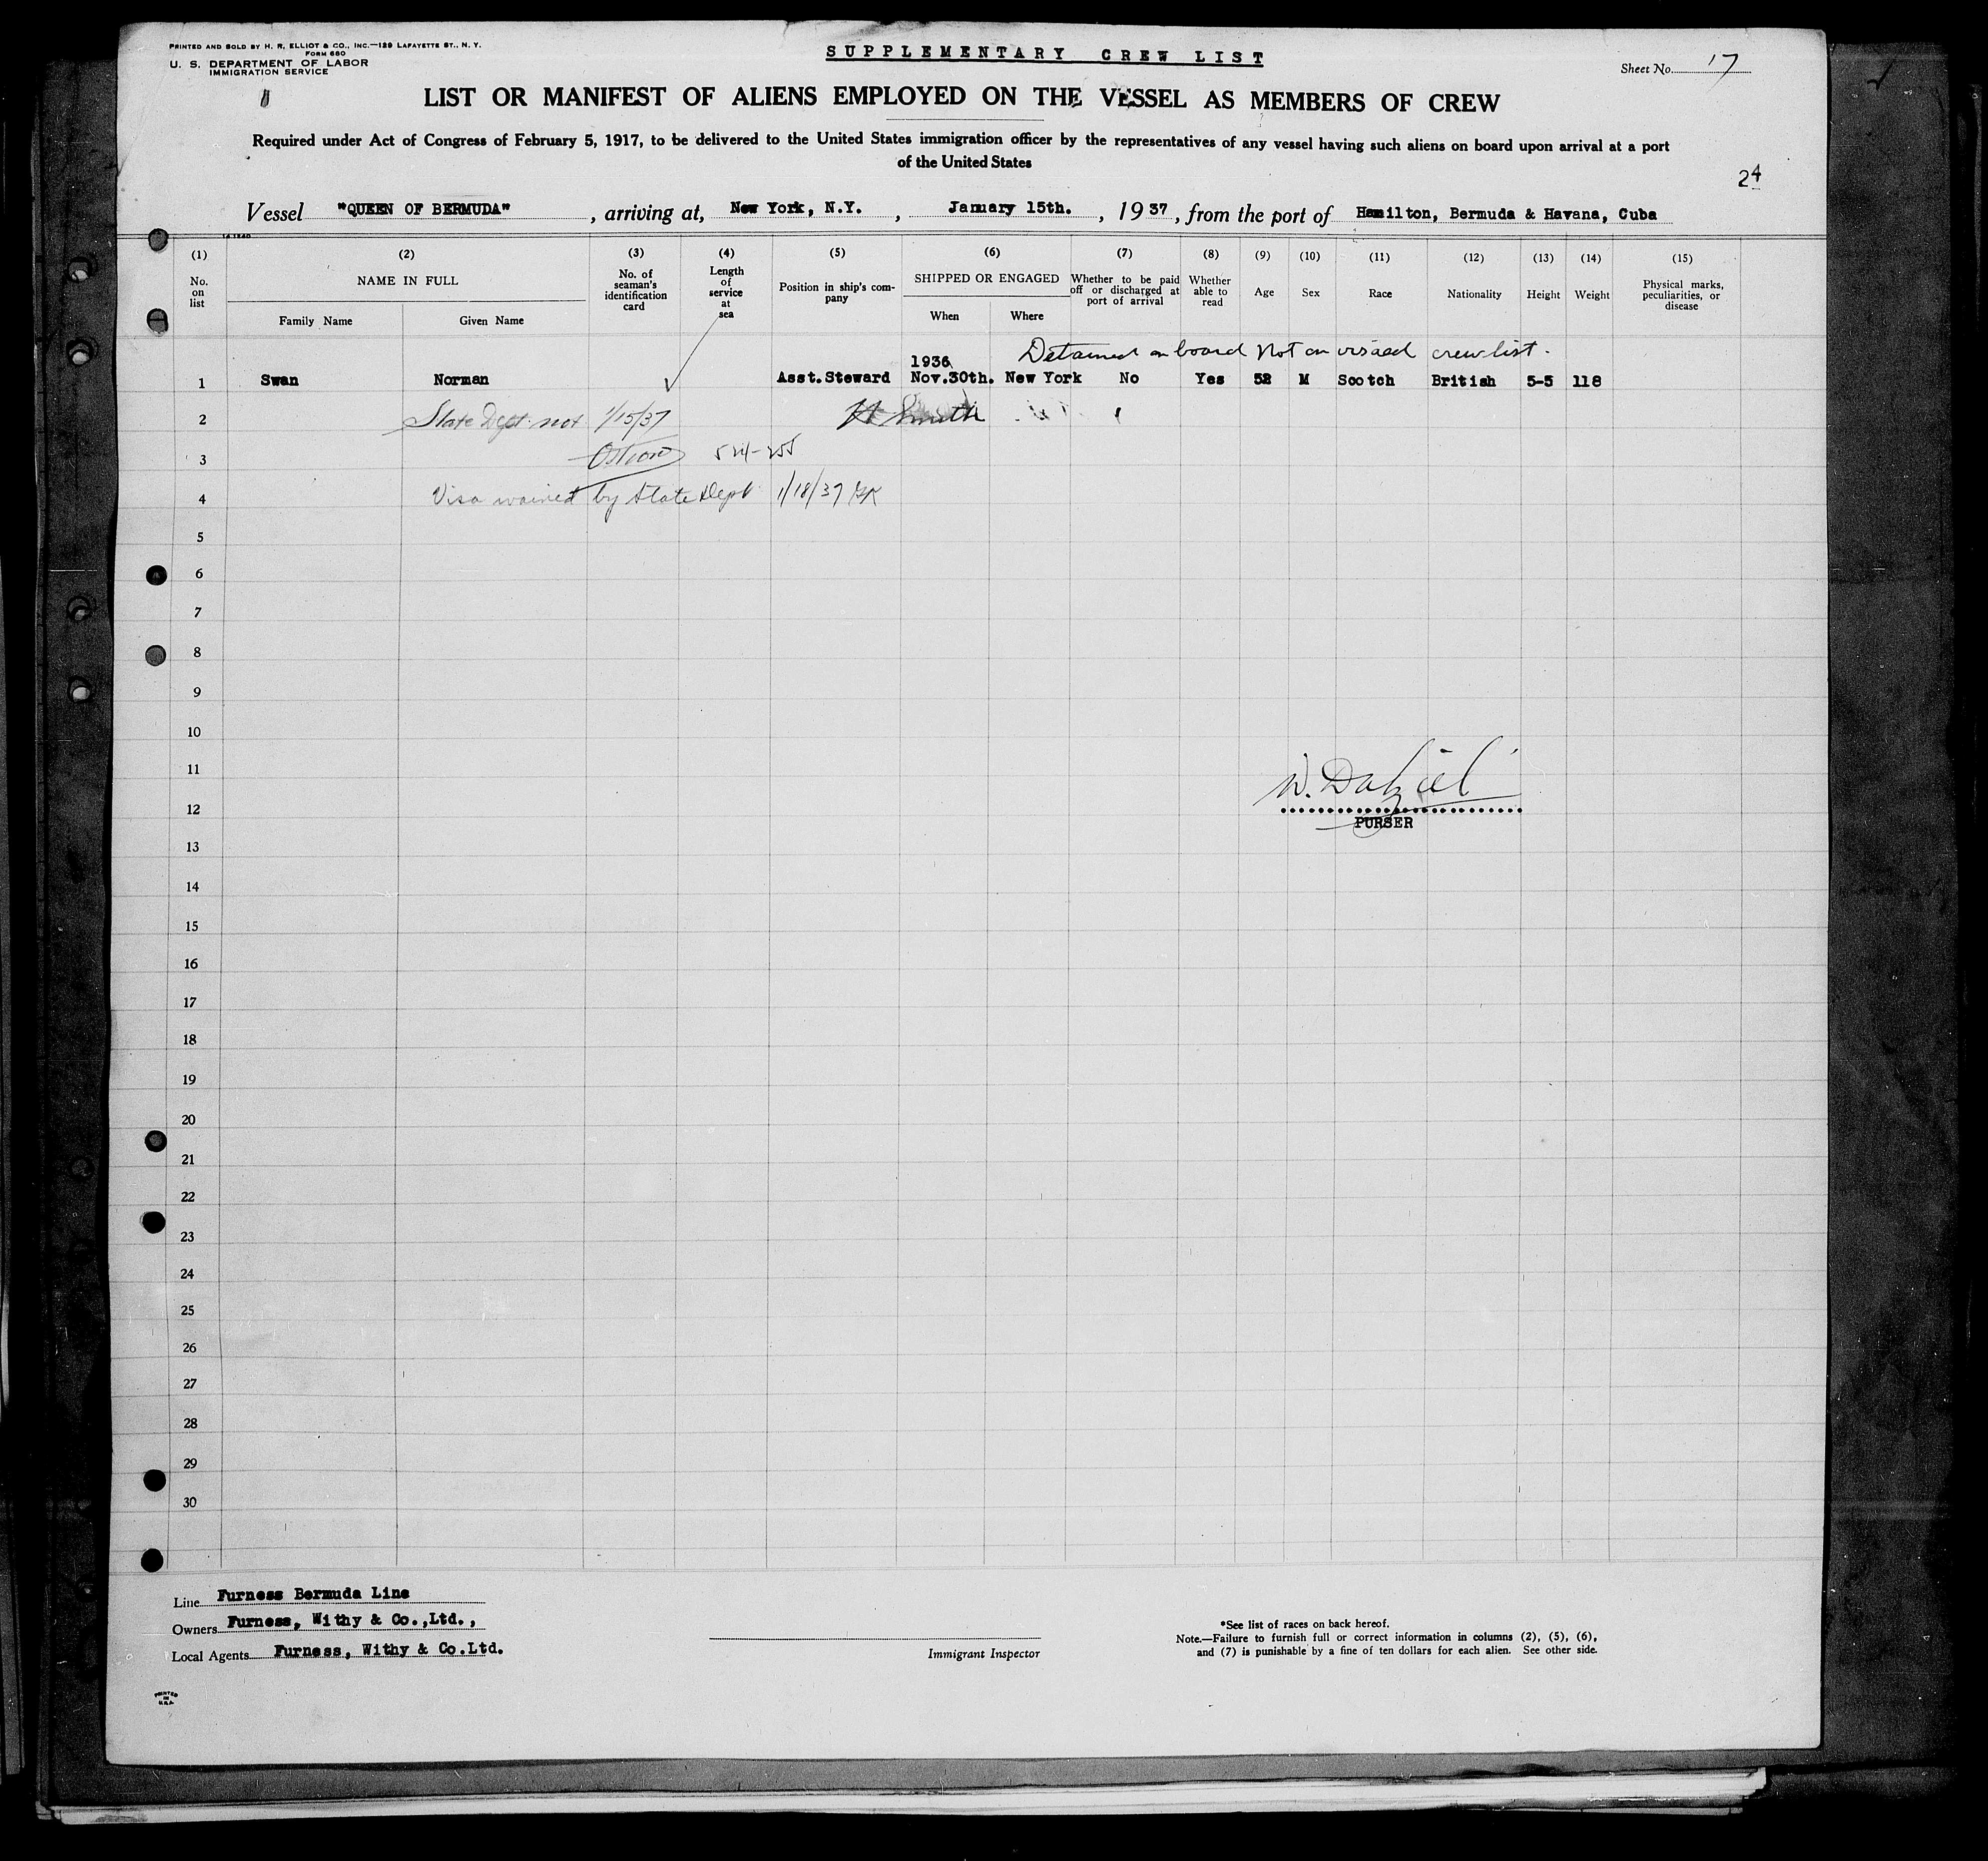 PRINTED AND SOLD BY H. R. ELLIOT & CO., INC.—129 LAFAYETTE ST., N. Y.
FORM 680
U. S. DEPARTMENT OF LABOR
IMMIGRATION SERVICE
SUPPLEMENTARY CREW LIST
Sheet No. 17
LIST OR MANIFEST OF ALIENS EMPLOYED ON THE VESSEL AS MEMBERS OF CREW
Required under Act of Congress of February 5, 1917, to be delivered to the United States immigration officer by the representatives of any vessel having such aliens on board upon arrival at a port
of the United States
24
Vessel "QUEEN OF BERMUDA", arriving at, New York, N.Y., January 15th., 1937, from the port of Hamilton, Bermuda & Havana, Cuba
(1) No. on list
(2) NAME IN FULL
Family Name Given Name
(3) No. of seaman's identification card
(4) Length of service at sea
(5) Position in ship's company
(6) SHIPPED OR ENGAGED
When Where
(7) Whether to be paid off or discharged at port of arrival
(8) Whether able to read
(9) Age
(10) Sex
(11) Race
(12) Nationality
(13) Height
(14) Weight
(15) Physical marks, peculiarities, or disease
Detained on board Not on visaed crew list.
1936
1 Swan Norman Asst.Steward Nov.30th. New York No Yes 52 M Scotch British 5-5 118
2 State Dept. not 1/15/37 Smith
3 524-255
4 Visa waived by State Dept 1/18/37
5
6
7
8
9
10
11
12
W. Dalziel
PURSER
13
14
15
16
17
18
19
20
21
22
23
24
25
26
27
28
29
30
Line Furness Bermuda Line
Owners Furness, Withy & Co.,Ltd.,
Local Agents Furness, Withy & Co.Ltd.
Immigrant Inspector
*See list of races on back hereof.
Note.—Failure to furnish full or correct information in columns (2), (5), (6),
and (7) is punishable by a fine of ten dollars for each alien. See other side.
PRINTED
IN
U.S.A.